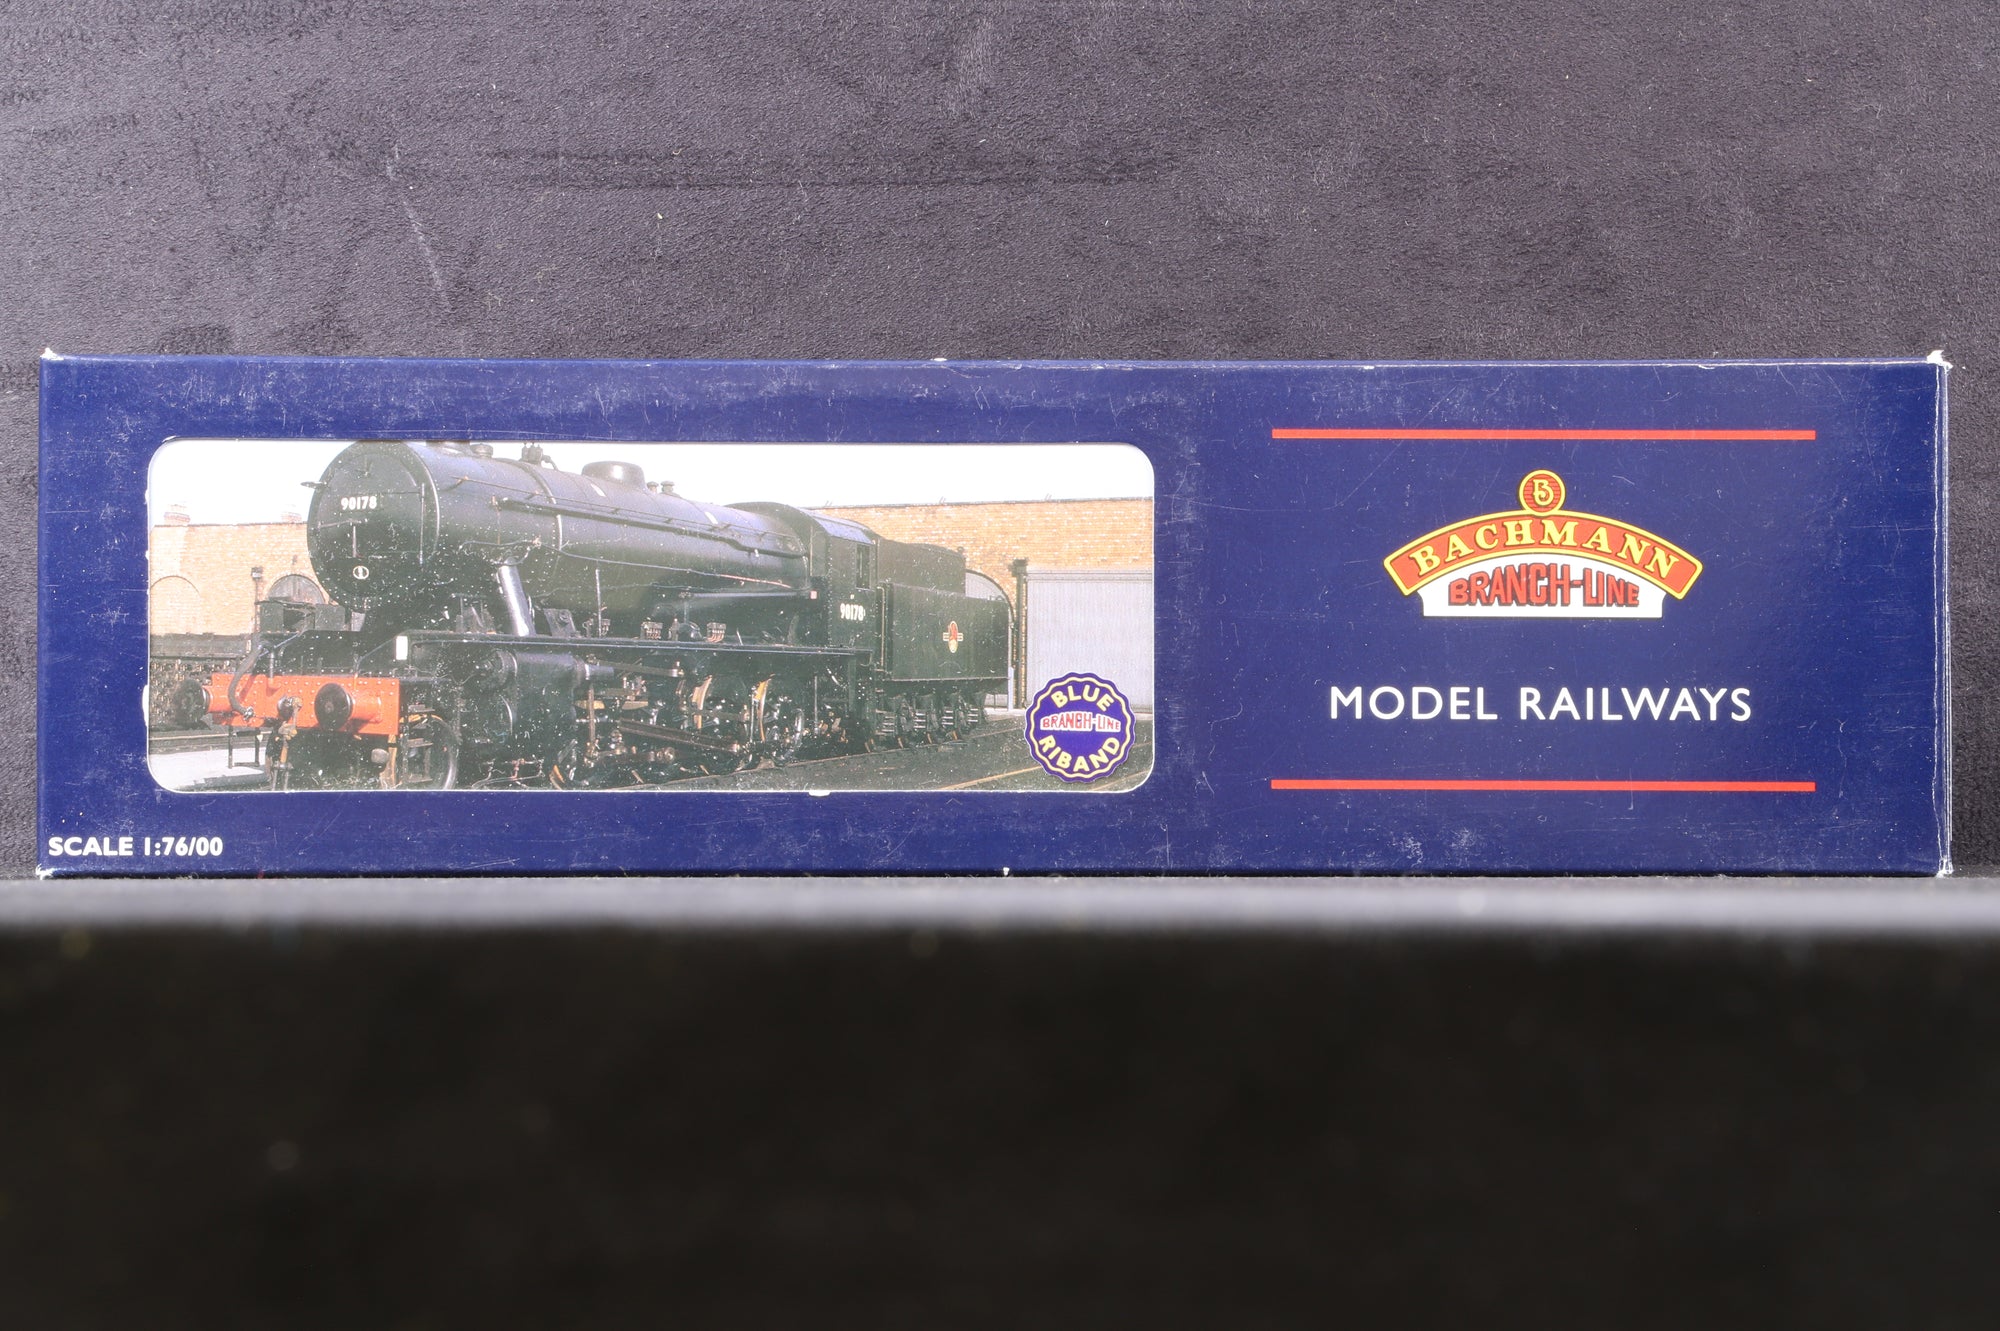 90178
90178
BLUE
BRANCH-LINE
RIBAND
SCALE 1:76/00
B
BACHMANN
BRANCH-LINE
MODEL RAILWAYS